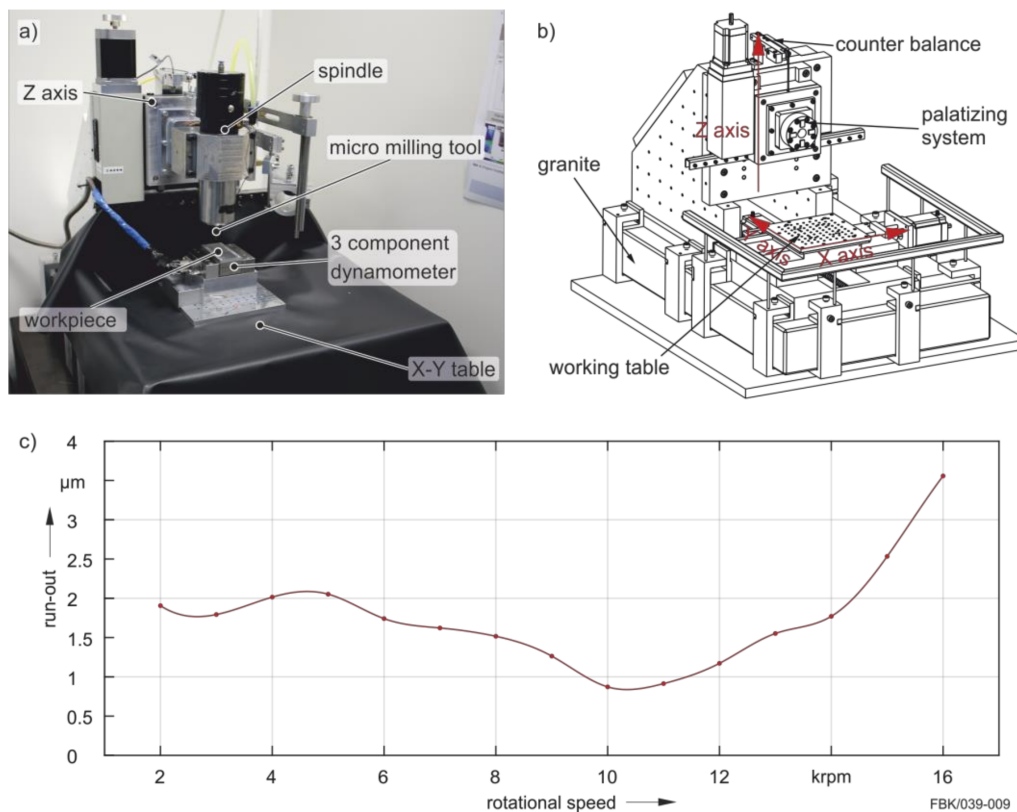 a)
Z axis
spindle
micro milling tool
3 component
dynamometer
workpiece
X-Y table
b)
counter balance
Z axis
palatizing
system
granite
Y axis
X axis
working table
c)
4
µm
3
2.5
2
1.5
1
0.5
0
run-out
2
4
6
8
10
12
krpm
16
rotational speed
FBK/039-009